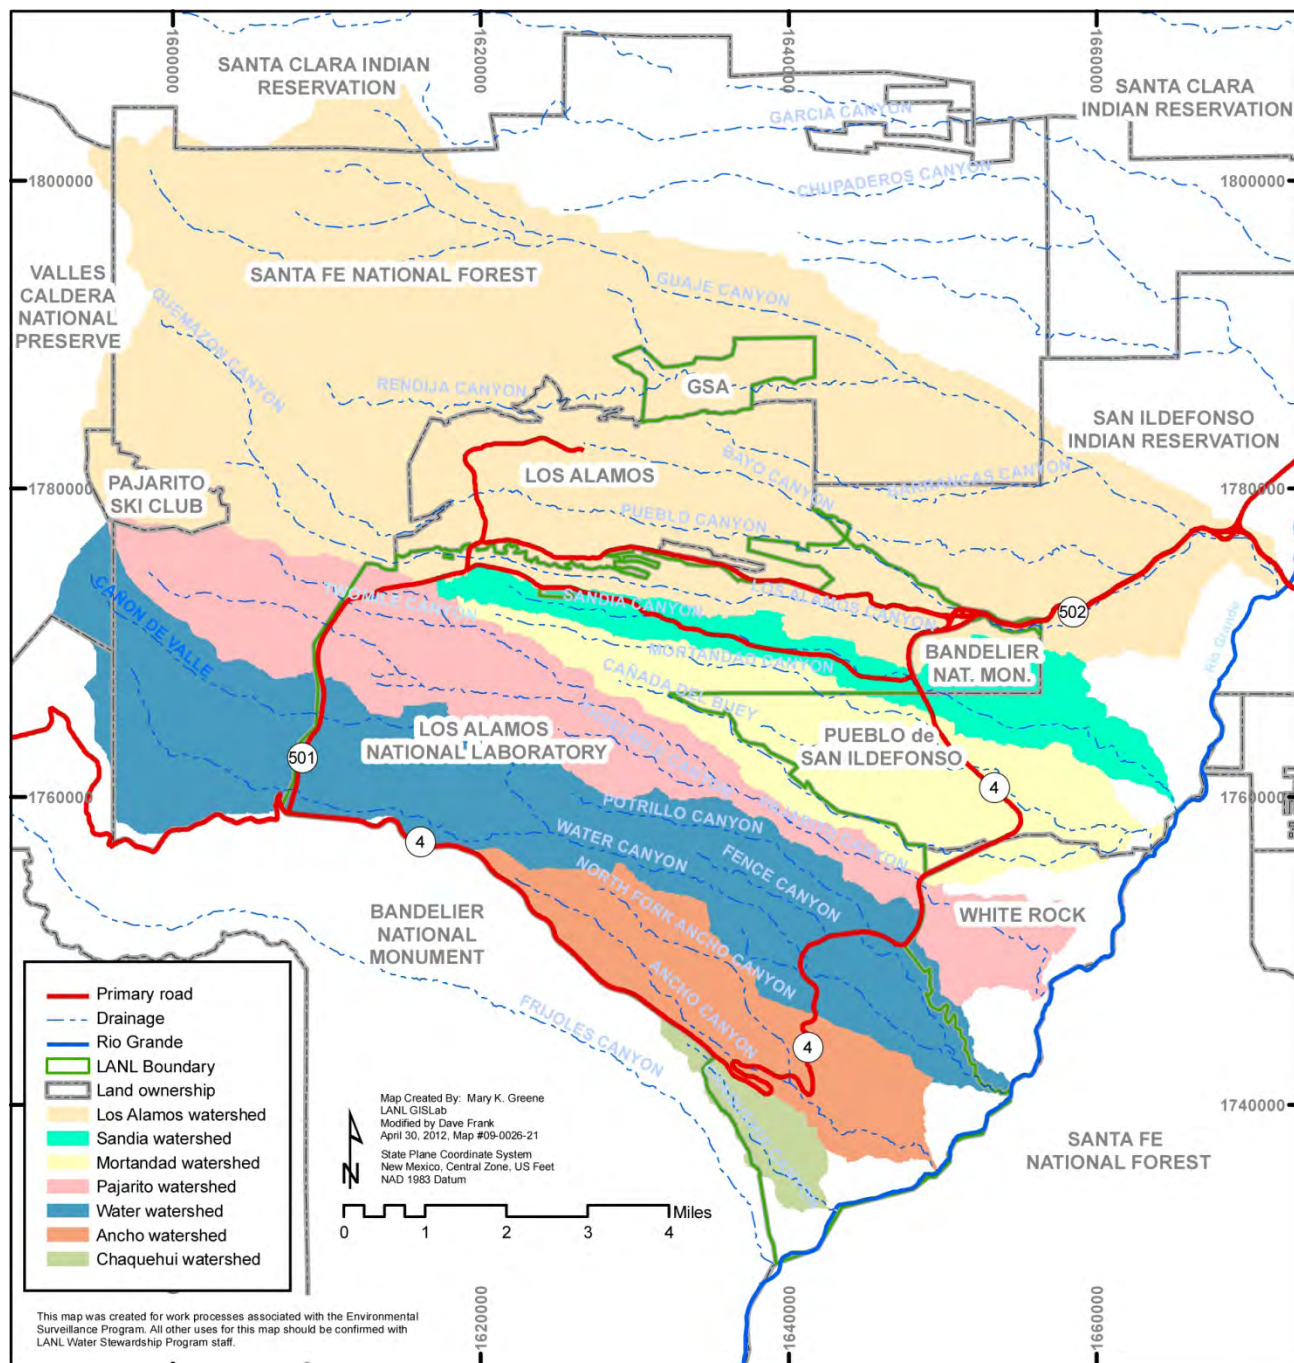 1600000
1620000
1640000
1660000
SANTA CLARA INDIAN
RESERVATION
SANTA CLARA
INDIAN RESERVATION
GARCIA CANYON
CHUPADEROS CANYON
1800000
1800000
VALLES
CALDERA
NATIONAL
PRESERVE
SANTA FE NATIONAL FOREST
GUAJE CANYON
QUEMAZON CANYON
RENDIJA CANYON
GSA
SAN ILDEFONSO
INDIAN RESERVATION
BAYO CANYON
BARRANCAS CANYON
LOS ALAMOS
PAJARITO
SKI CLUB
1780000
1780000
PUEBLO CANYON
CAÑON DE VALLE
TWOMILE CANYON
SANDIA CANYON
LOS ALAMOS CANYON
502
Rio Grande
MORTANDAD CANYON
BANDELIER
NAT. MON.
CAÑADA DEL BUEY
LOS ALAMOS
NATIONAL LABORATORY
THREEMILE CANYON
PUEBLO de
SAN ILDEFONSO
501
4
1760000
1760000
POTRILLO CANYON
PAJARITO CANYON
4
WATER CANYON
FENCE CANYON
NORTH FORK ANCHO CANYON
BANDELIER
NATIONAL
MONUMENT
WHITE ROCK
ANCHO CANYON
FRIJOLES CANYON
4
1740000
SANTA FE
NATIONAL FOREST
Primary road
Drainage
Rio Grande
LANL Boundary
Land ownership
Los Alamos watershed
Sandia watershed
Mortandad watershed
Pajarito watershed
Water watershed
Ancho watershed
Chaquehui watershed
Map Created By: Mary K. Greene
LANL GISLab
Modified by Dave Frank
April 30, 2012, Map #09-0026-21
State Plane Coordinate System
New Mexico, Central Zone, US Feet
NAD 1983 Datum
N
Miles
0 1 2 3 4
1620000
1640000
1660000
This map was created for work processes associated with the Environmental
Surveillance Program. All other uses for this map should be confirmed with
LANL Water Stewardship Program staff.